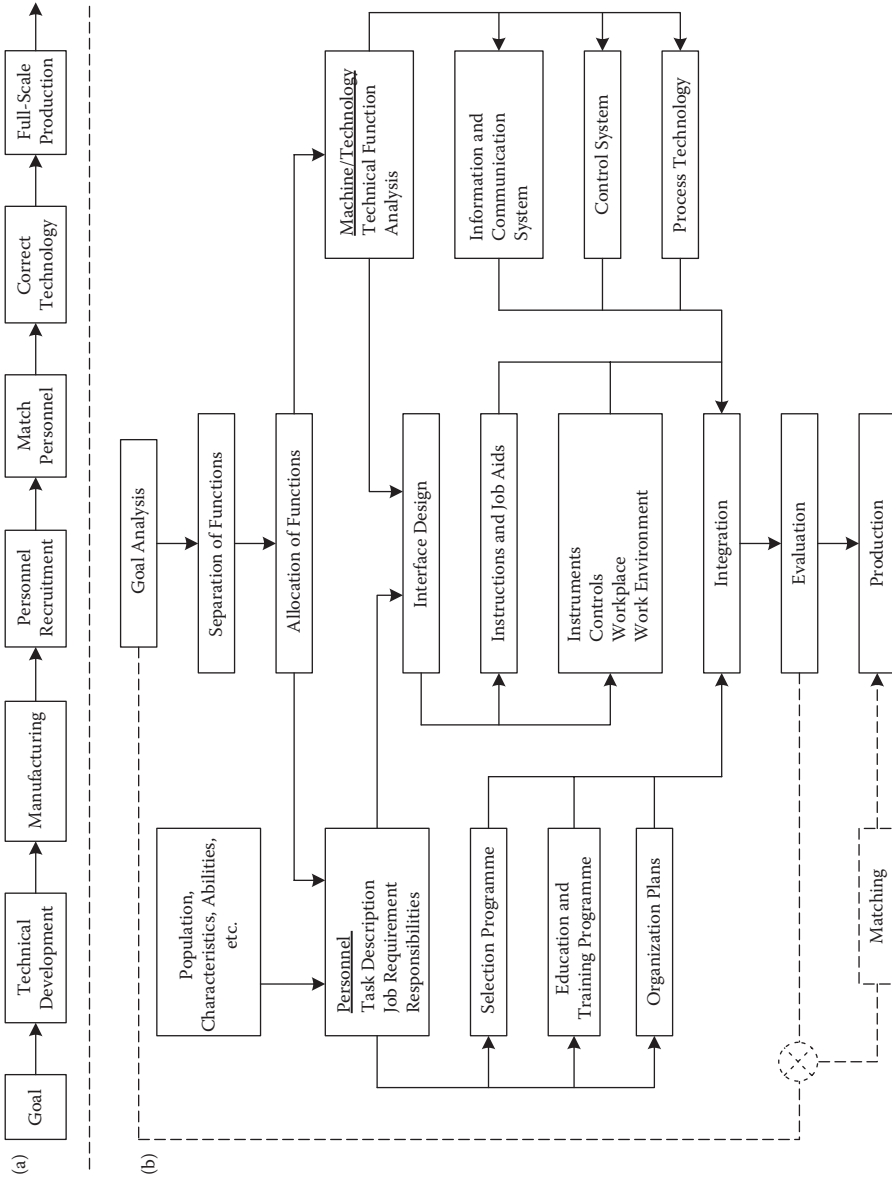 (a)
Goal
Technical
Development
Manufacturing
Personnel
Recruitment
Match
Personnel
Correct
Technology
Full-Scale
Production
(b)
Goal Analysis
Separation of Functions
Allocation of Functions
Population,
Characteristics, Abilities,
etc.
Personnel
Task Description
Job Requirement
Responsibilities
Machine/Technology
Technical Function
Analysis
Interface Design
Selection Programme
Instructions and Job Aids
Information and
Communication
System
Education and
Training Programme
Instruments
Controls
Workplace
Work Environment
Control System
Organization Plans
Process Technology
Integration
Evaluation
Matching
Production